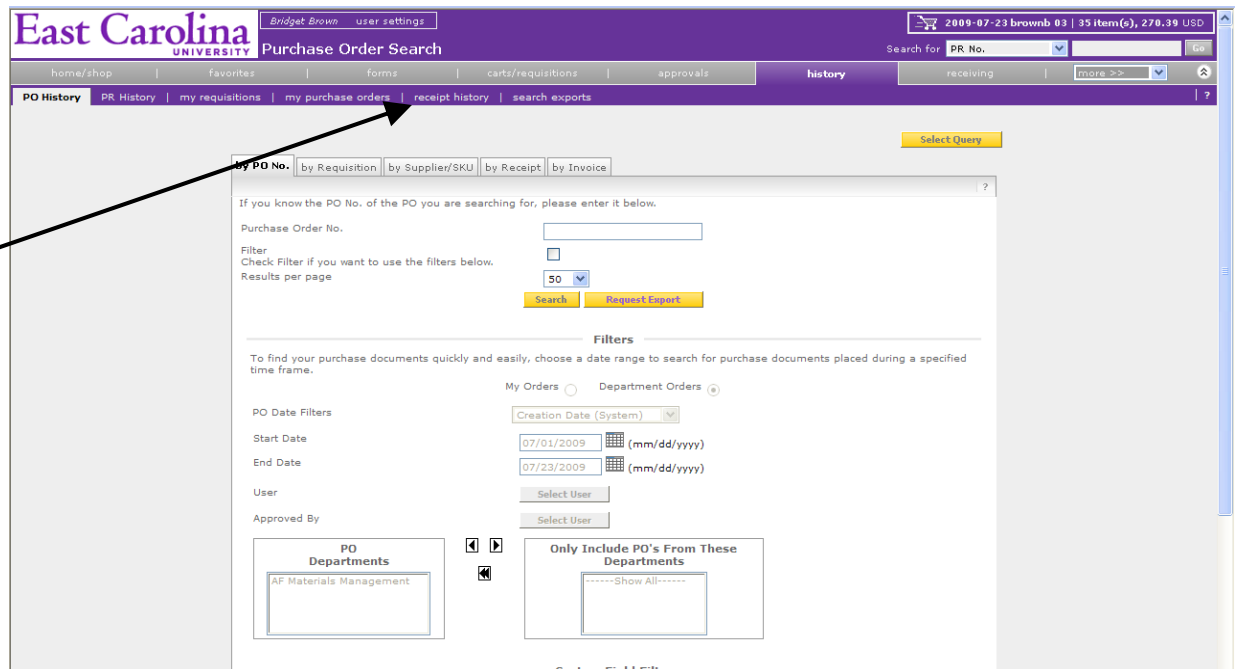 East Carolina
UNIVERSITY
Bridget Brown user settings
2009-07-23 brownb 03 | 35 item(s), 270.39 USD
Purchase Order Search
Search for PR No. Go
home/shop | favorites | forms | carts/requisitions | approvals history receiving | more >>
PO History PR History | my requisitions | my purchase orders | receipt history | search exports | ?
Select Query
by PO No. by Requisition by Supplier/SKU by Receipt by Invoice
?
If you know the PO No. of the PO you are searching for, please enter it below.
Purchase Order No.
Filter
Check Filter if you want to use the filters below.
Results per page 50
Search Request Export
Filters
To find your purchase documents quickly and easily, choose a date range to search for purchase documents placed during a specified
time frame.
My Orders Department Orders
PO Date Filters Creation Date (System)
Start Date 07/01/2009 (mm/dd/yyyy)
End Date 07/23/2009 (mm/dd/yyyy)
User Select User
Approved By Select User
PO
Departments
AF Materials Management
Only Include PO's From These
Departments
------Show All------